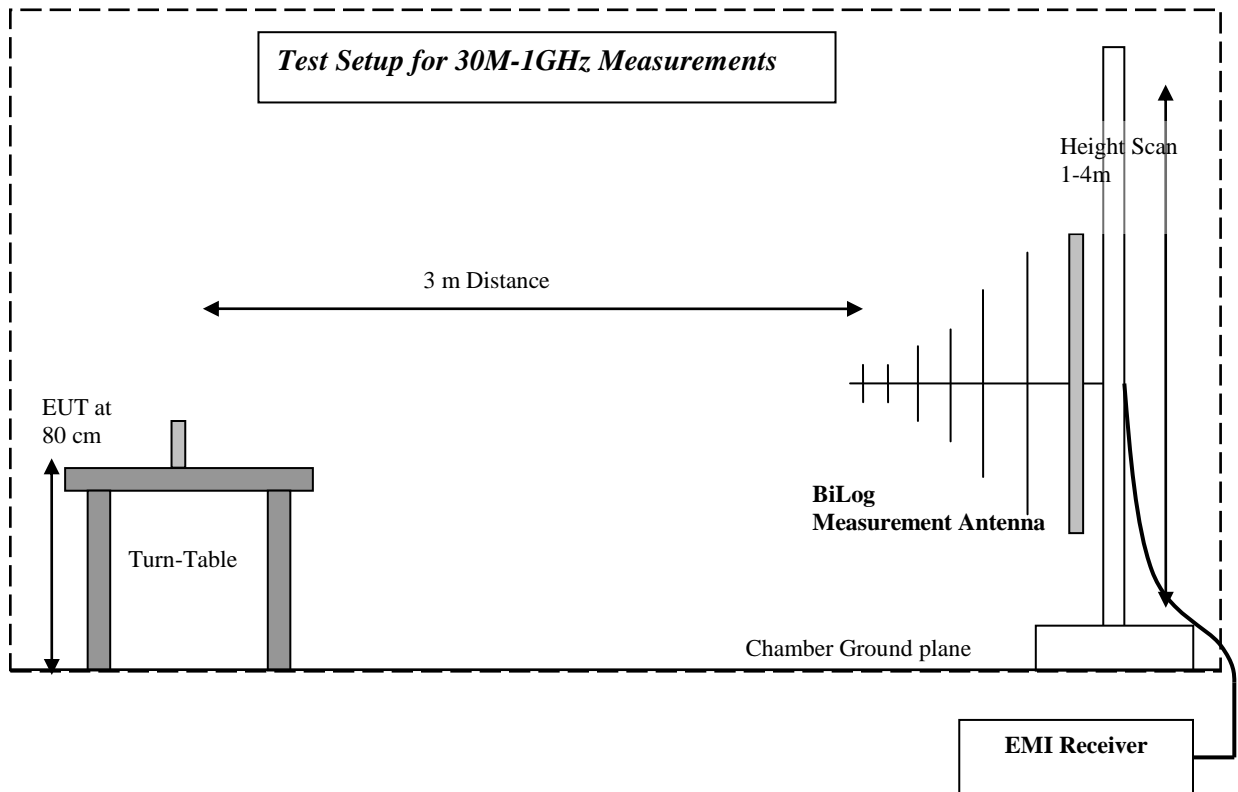 Test Setup for 30M-1GHz Measurements
Height Scan
1-4m
3 m Distance
EUT at
80 cm
BiLog
Measurement Antenna
Turn-Table
Chamber Ground plane
EMI Receiver